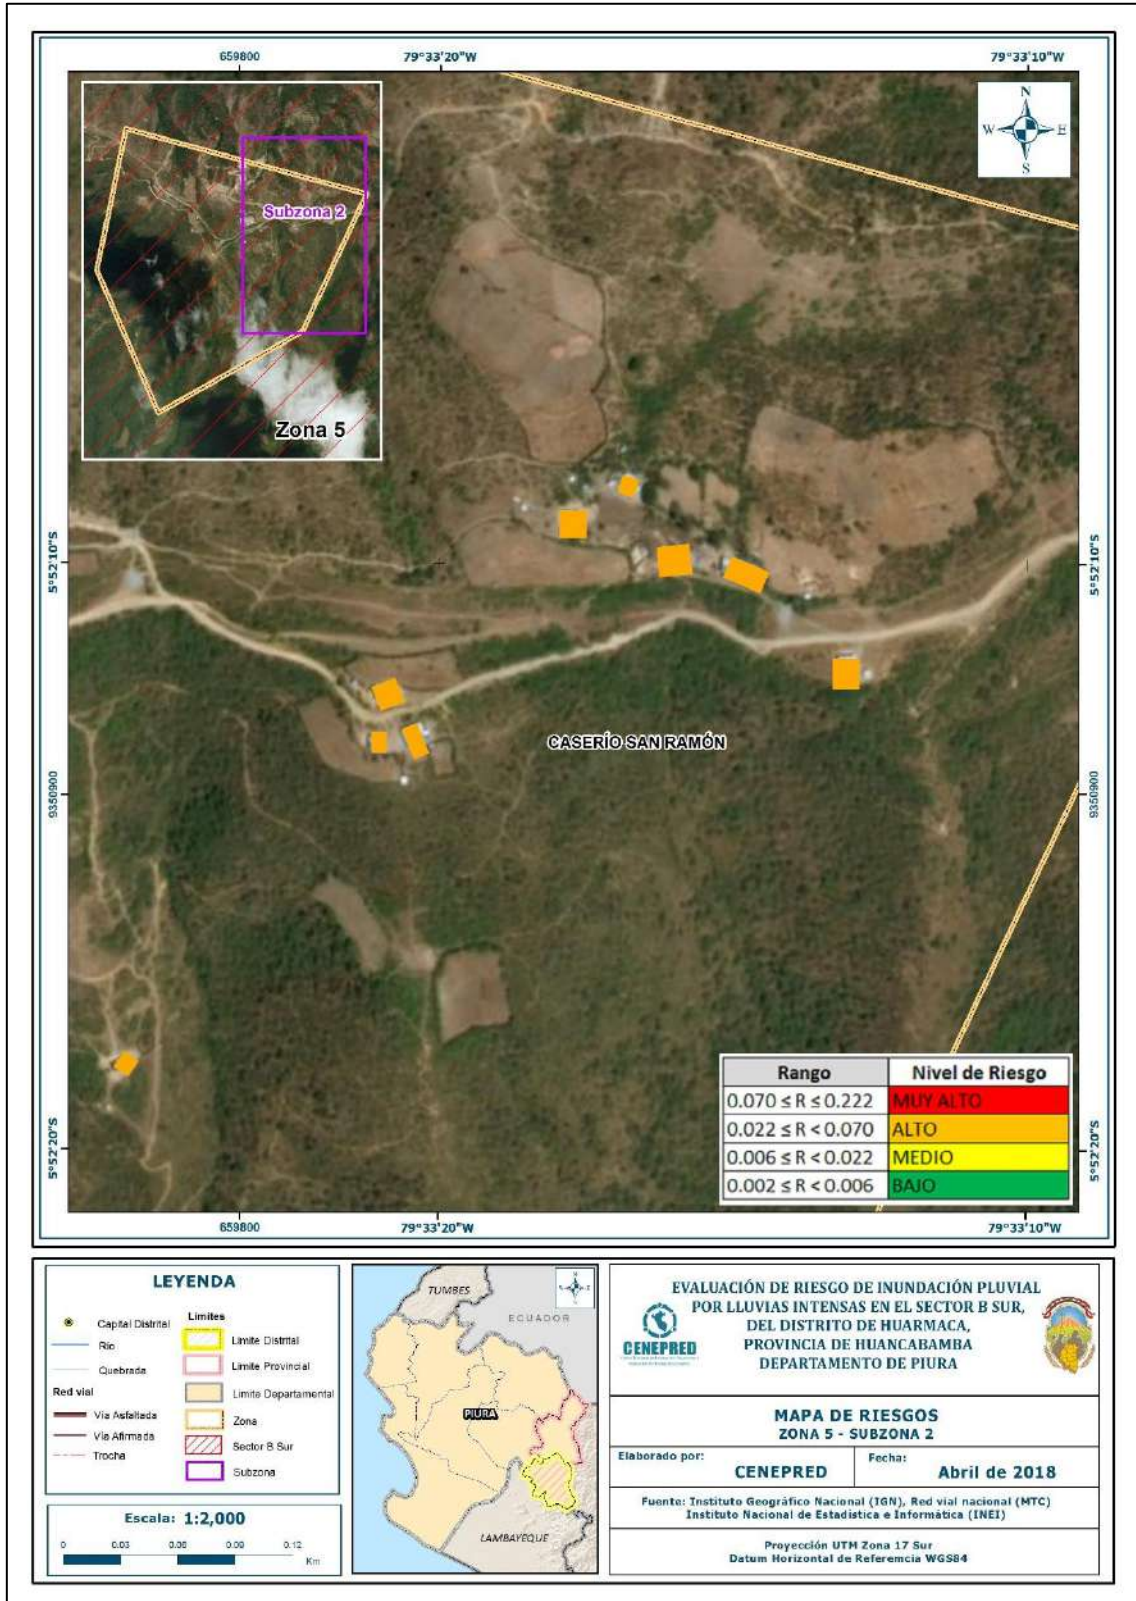 659800
79°33'20"W
79°33'10"W
N
W
E
S
Subzona 2
Zona 5
5°52'10"S
5°52'10"S
CASERÍO SAN RAMÓN
9350900
9350900
5°52'20"S
5°52'20"S
Rango Nivel de Riesgo
0.070 ≤ R ≤ 0.222 MUY ALTO
0.022 ≤ R < 0.070 ALTO
0.006 ≤ R < 0.022 MEDIO
0.002 ≤ R < 0.006 BAJO
659800
79°33'20"W
79°33'10"W
LEYENDA
Capital Distrital
Río
Quebrada
Red vial
Vía Asfaltada
Vía Afirmada
Trocha
Limites
Limite Distrital
Limite Provincial
Limite Departamental
Zona
Sector B Sur
Subzona
Escala: 1:2,000
0 0.03 0.06 0.09 0.12
Km
TUMBES
ECUADOR
PIURA
LAMBAYEQUE
EVALUACIÓN DE RIESGO DE INUNDACIÓN PLUVIAL
POR LLUVIAS INTENSAS EN EL SECTOR B SUR,
DEL DISTRITO DE HUARMACA,
PROVINCIA DE HUANCABAMBA
DEPARTAMENTO DE PIURA
CENEPRED
MAPA DE RIESGOS
ZONA 5 - SUBZONA 2
Elaborado por:
CENEPRED
Fecha:
Abril de 2018
Fuente: Instituto Geográfico Nacional (IGN), Red vial nacional (MTC)
Instituto Nacional de Estadística e Informática (INEI)
Proyección UTM Zona 17 Sur
Datum Horizontal de Referencia WGS84